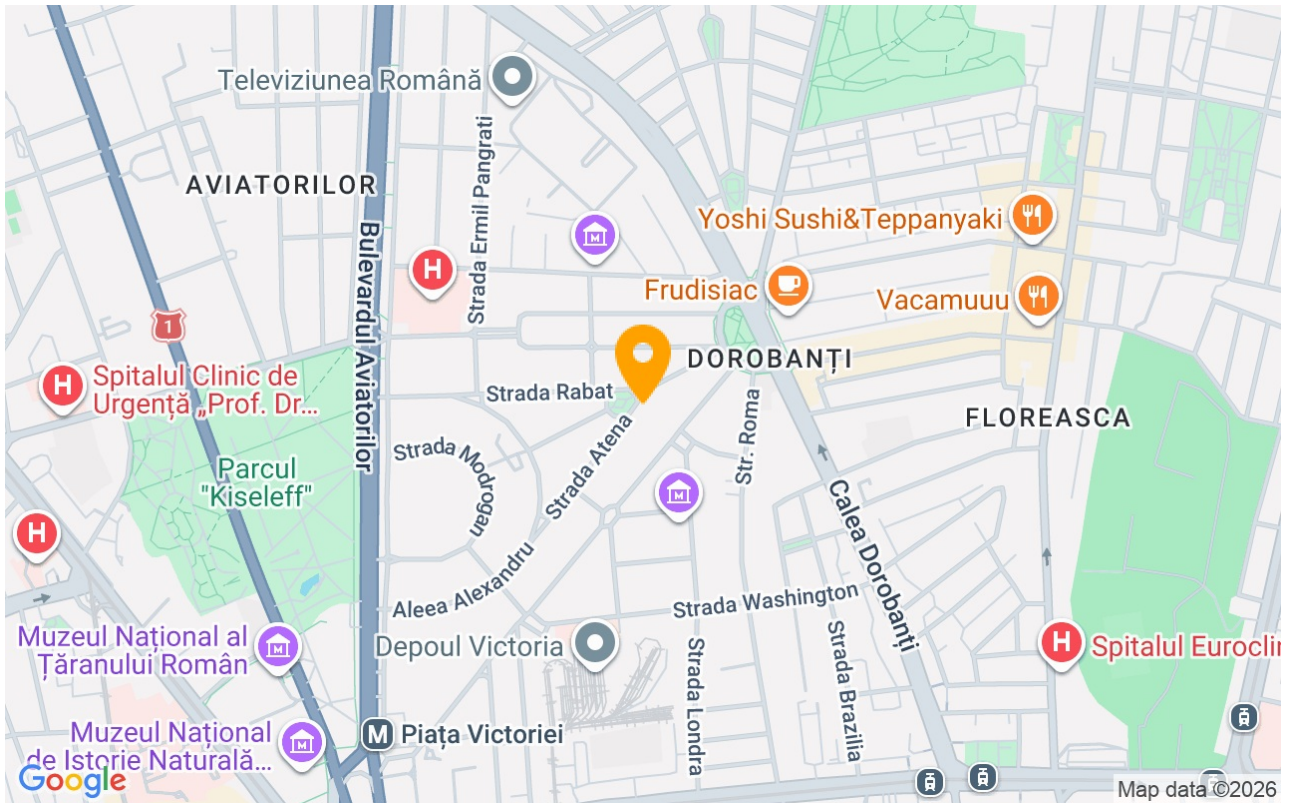 Televiziunea Română
Strada Ermil Pangrati
AVIATORILOR
Bulevardul Aviatorilor
Yoshi Sushi&Teppanyaki
H
Frudisiac
Vacamuuu
1
DOROBANȚI
H
Spitalul Clinic de
Urgență „Prof. Dr...
Strada Rabat
Str. Roma
FLOREASCA
Strada Atena
Strada Modrogan
Parcul
"Kiseleff"
M
H
Calea Dorobanți
Aleea Alexandru
Strada Washington
Muzeul Național al
Țăranului Român
Depoul Victoria
Strada Londra
Strada Brazilia
H
Spitalul Euroclin
Muzeul Național
de Istorie Naturală...
M
Piața Victoriei
Google
Map data ©2026